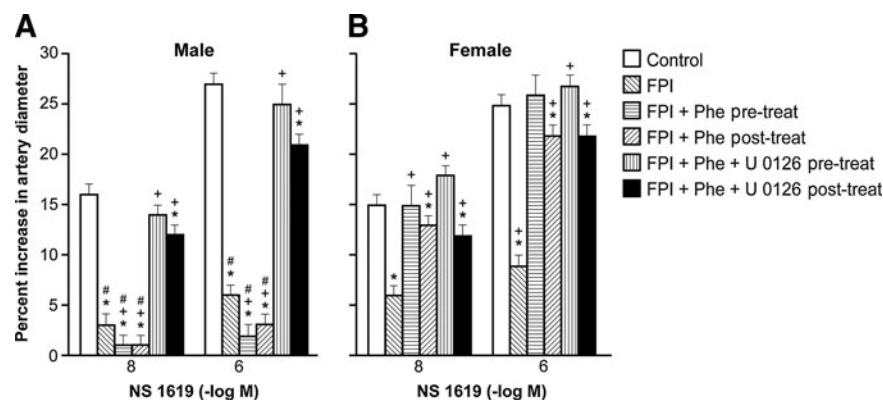 A
B
Male
Female
Percent increase in artery diameter
30
25
20
15
10
5
0
# *
# + *
# + *
+
+ *
# *
# + *
# + *
+
+ *
*
+
+ *
+
+ *
+ *
+ *
+
+ *
8
6
8
6
NS 1619 (-log M)
NS 1619 (-log M)
Control
FPI
FPI + Phe pre-treat
FPI + Phe post-treat
FPI + Phe + U 0126 pre-treat
FPI + Phe + U 0126 post-treat